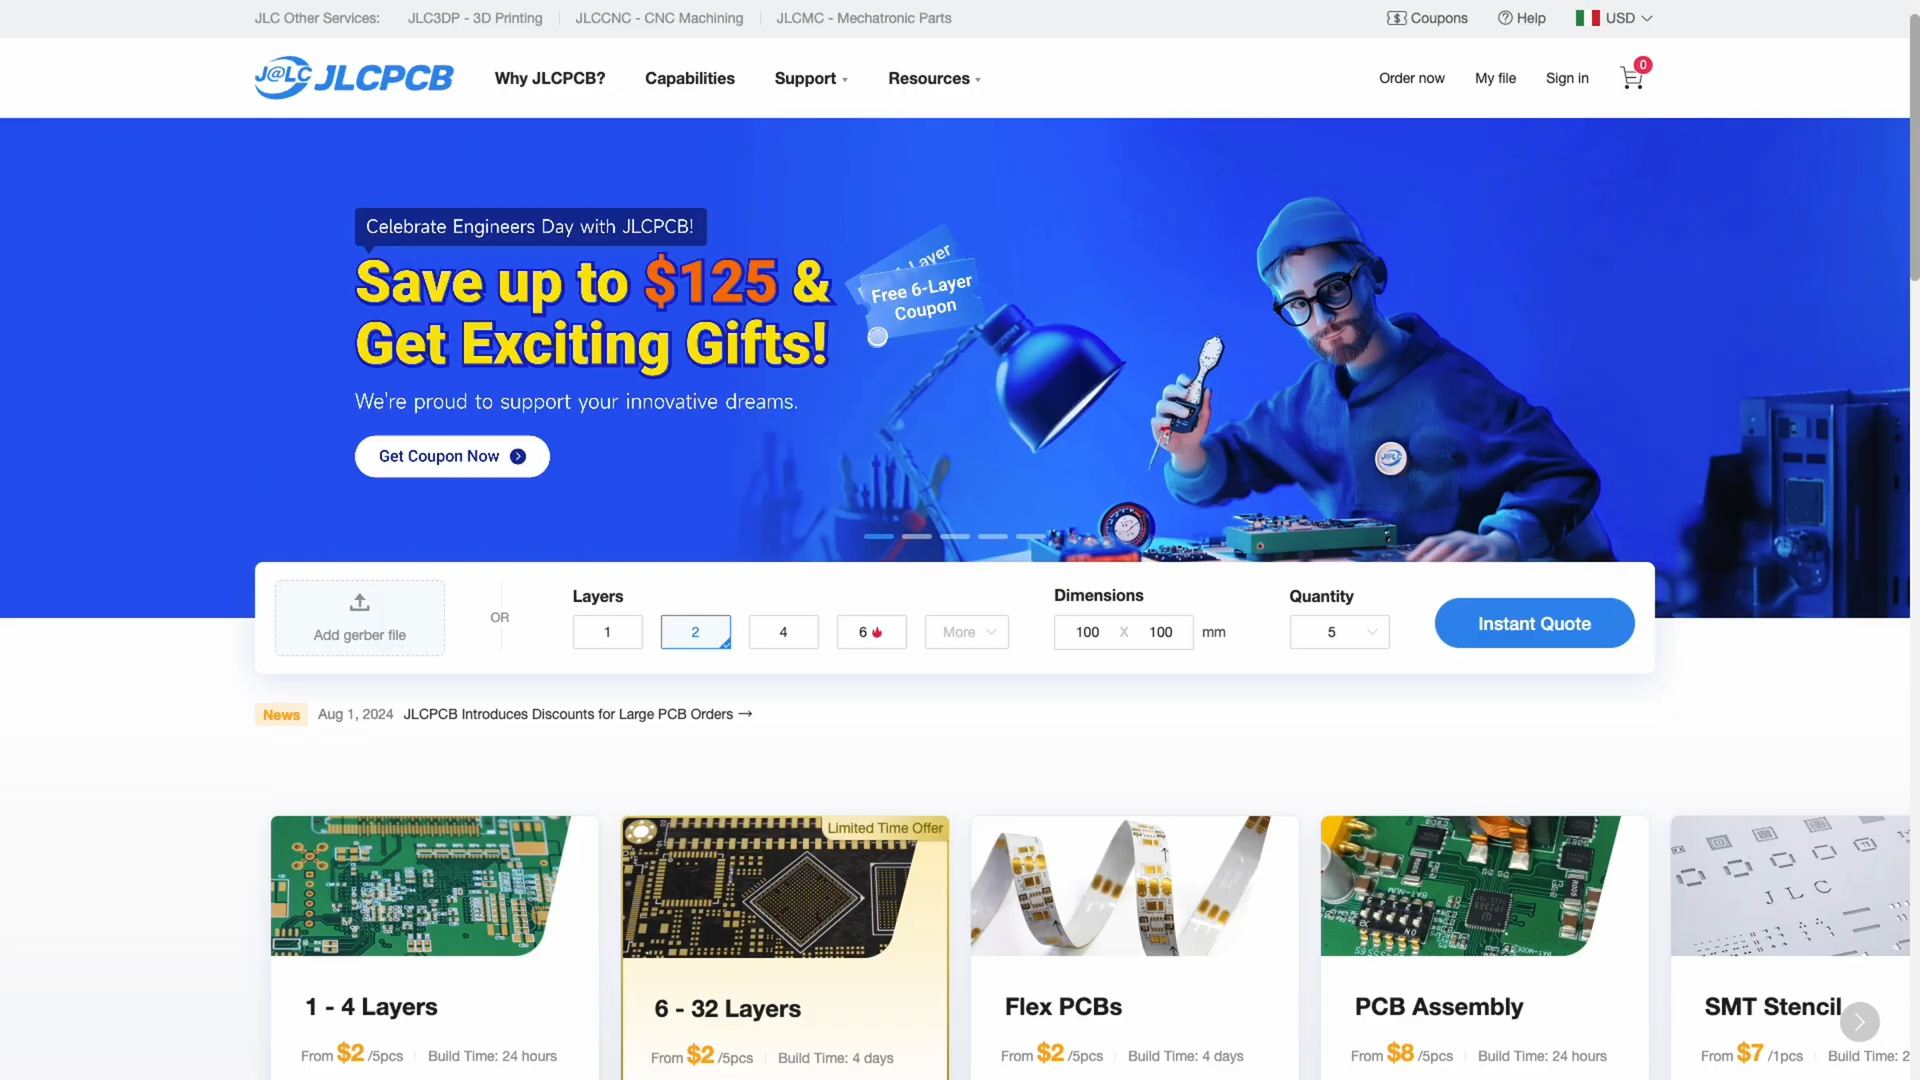 JLC Other Services:
JLC3DP - 3D Printing
JLCCNC - CNC Machining
JLCMC - Mechatronic Parts
Coupons
Help
USD
J@LC JLCPCB
Why JLCPCB?
Capabilities
Support
Resources
Order now
My file
Sign in
0
Celebrate Engineers Day with JLCPCB!
Save up to $125 &
Get Exciting Gifts!
We're proud to support your innovative dreams.
Get Coupon Now
Free 6-Layer
Coupon
Add gerber file
OR
Layers
1
2
4
6
More
Dimensions
100 X 100 mm
Quantity
5
Instant Quote
News
Aug 1, 2024
JLCPCB Introduces Discounts for Large PCB Orders →
Limited Time Offer
J L C
1 - 4 Layers
From $2 /5pcs
Build Time: 24 hours
6 - 32 Layers
From $2 /5pcs
Build Time: 4 days
Flex PCBs
From $2 /5pcs
Build Time: 4 days
PCB Assembly
From $8 /5pcs
Build Time: 24 hours
SMT Stencil
From $7 /1pcs
Build Time: 2